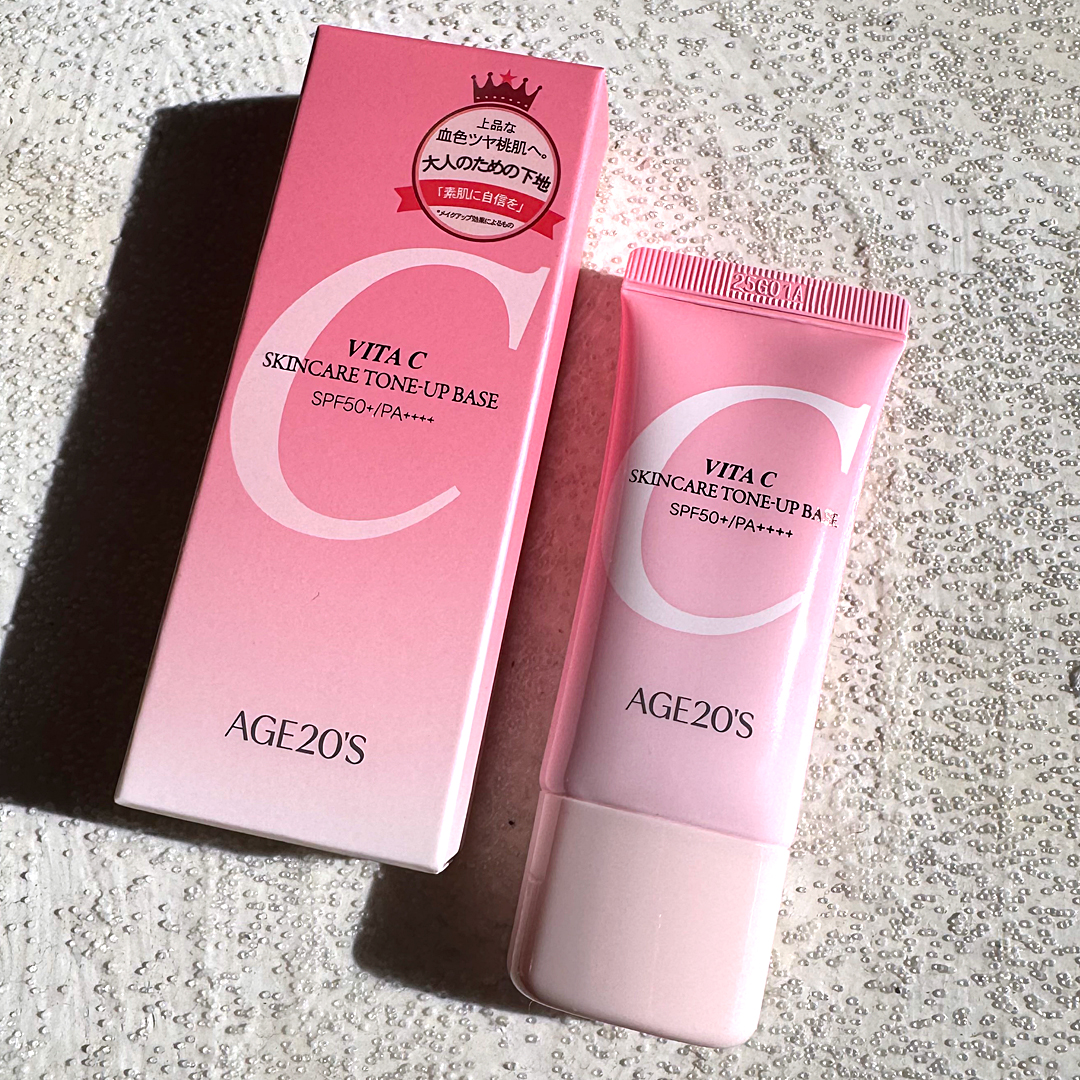 上品な
血色ツヤ桃肌へ。
大人のための下地
「素肌に自信を」
*メイクアップ効果によるもの
C
VITA C
SKINCARE TONE-UP BASE
SPF50+/PA++++
AGE20'S
25G01A
C
VITA C
SKINCARE TONE-UP BASE
SPF50+/PA++++
AGE20'S